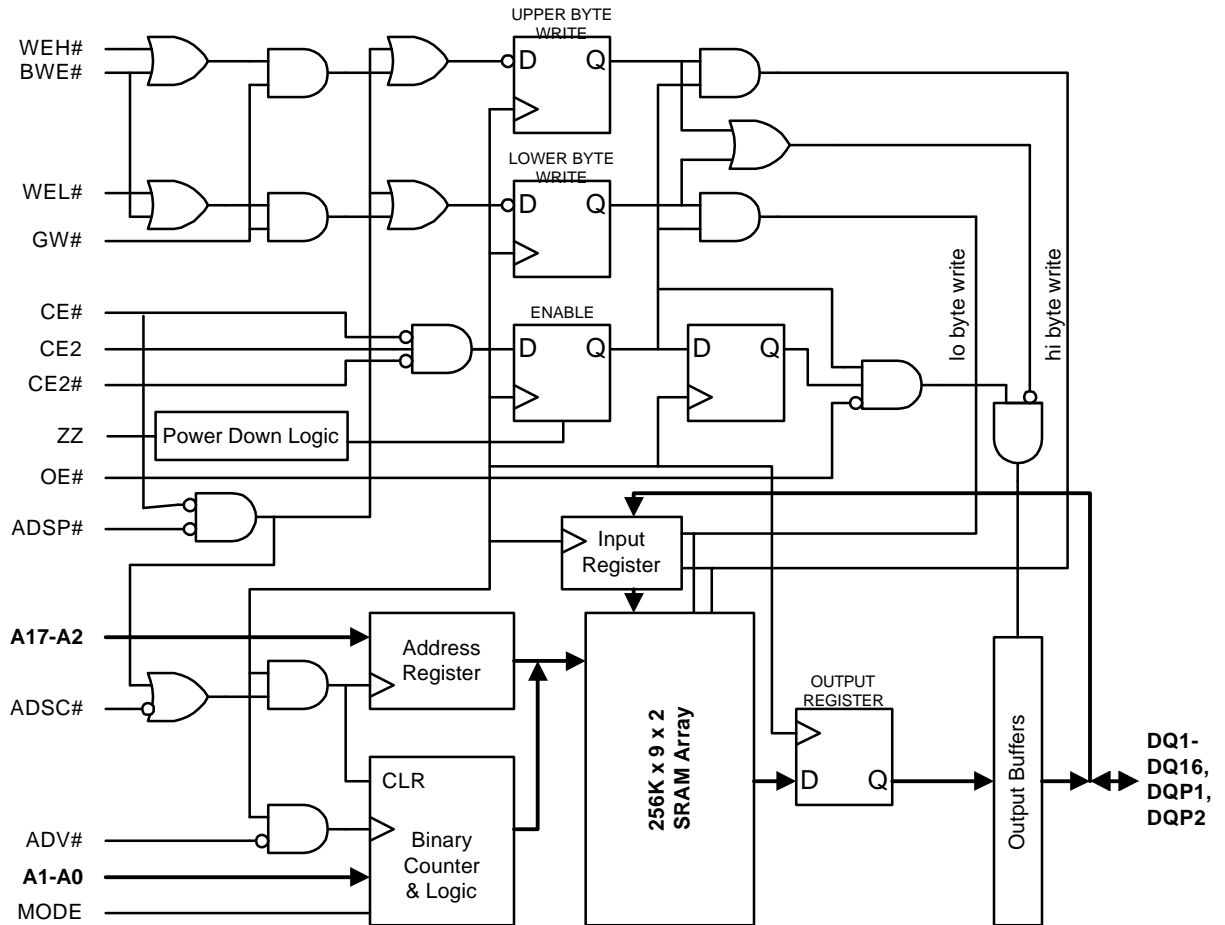 UPPER BYTE
WRITE
WEH#
BWE#
D
Q
LOWER BYTE
WRITE
WEL#
D
Q
GW#
lo byte write
hi byte write
CE#
ENABLE
CE2
D
Q
D
Q
CE2#
ZZ
Power Down Logic
OE#
ADSP#
Input
Register
A17-A2
Address
Register
ADSC#
OUTPUT
REGISTER
256K x 9 x 2
SRAM Array
Output Buffers
DQ1-
DQ16,
DQP1,
DQP2
CLR
D
Q
ADV#
Binary
Counter
& Logic
A1-A0
MODE